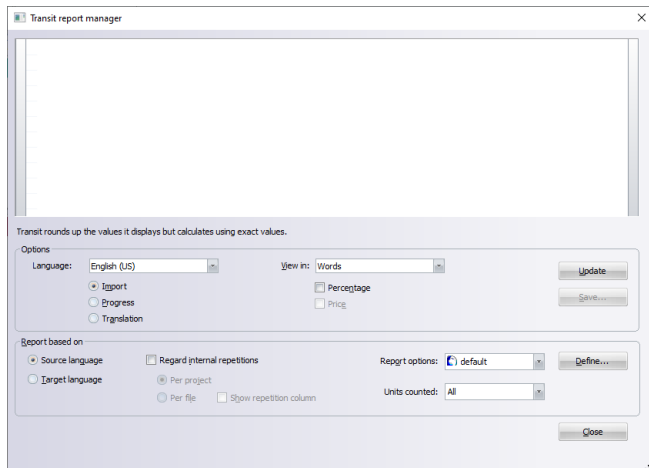 Transit report manager
Transit rounds up the values it displays but calculates using exact values.
Options
Language: English (US) View in: Words Update
Import Percentage Save...
Progress Price
Translation
Report based on
Source language Regard internal repetitions Report options: default Define...
Target language Per project Units counted: All
Per file Show repetition column
Close